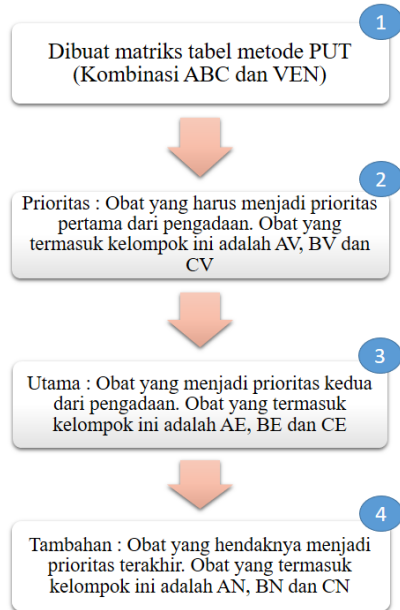 1
Dibuat matriks tabel metode PUT
(Kombinasi ABC dan VEN)
2
Prioritas : Obat yang harus menjadi prioritas
pertama dari pengadaan. Obat yang
termasuk kelompok ini adalah AV, BV dan
CV
3
Utama : Obat yang menjadi prioritas kedua
dari pengadaan. Obat yang termasuk
kelompok ini adalah AE, BE dan CE
4
Tambahan : Obat yang hendaknya menjadi
prioritas terakhir. Obat yang termasuk
kelompok ini adalah AN, BN dan CN